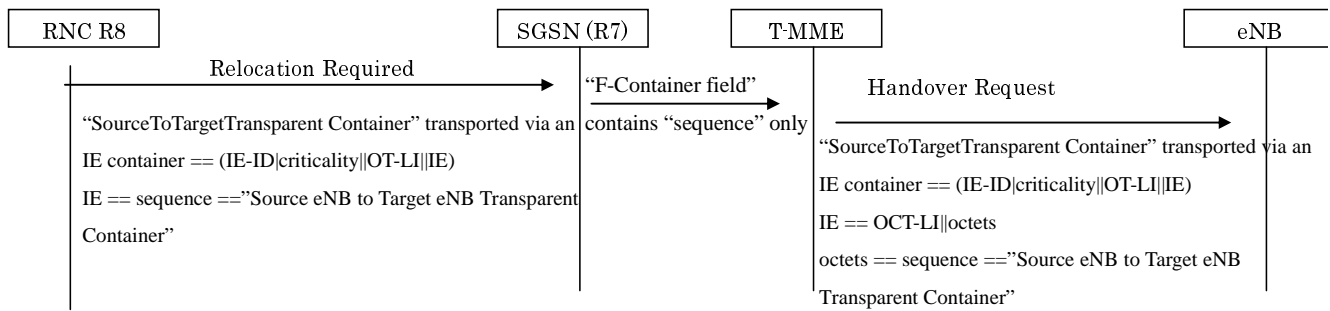 RNC R8
SGSN (R7)
T-MME
eNB
Relocation Required
“SourceToTargetTransparent Container” transported via an
IE container == (IE-ID|criticality||OT-LI||IE)
IE == sequence ==”Source eNB to Target eNB Transparent
Container”
“F-Container field”
contains “sequence” only
Handover Request
“SourceToTargetTransparent Container” transported via an
IE container == (IE-ID|criticality||OT-LI||IE)
IE == OCT-LI||octets
octets == sequence ==”Source eNB to Target eNB
Transparent Container”